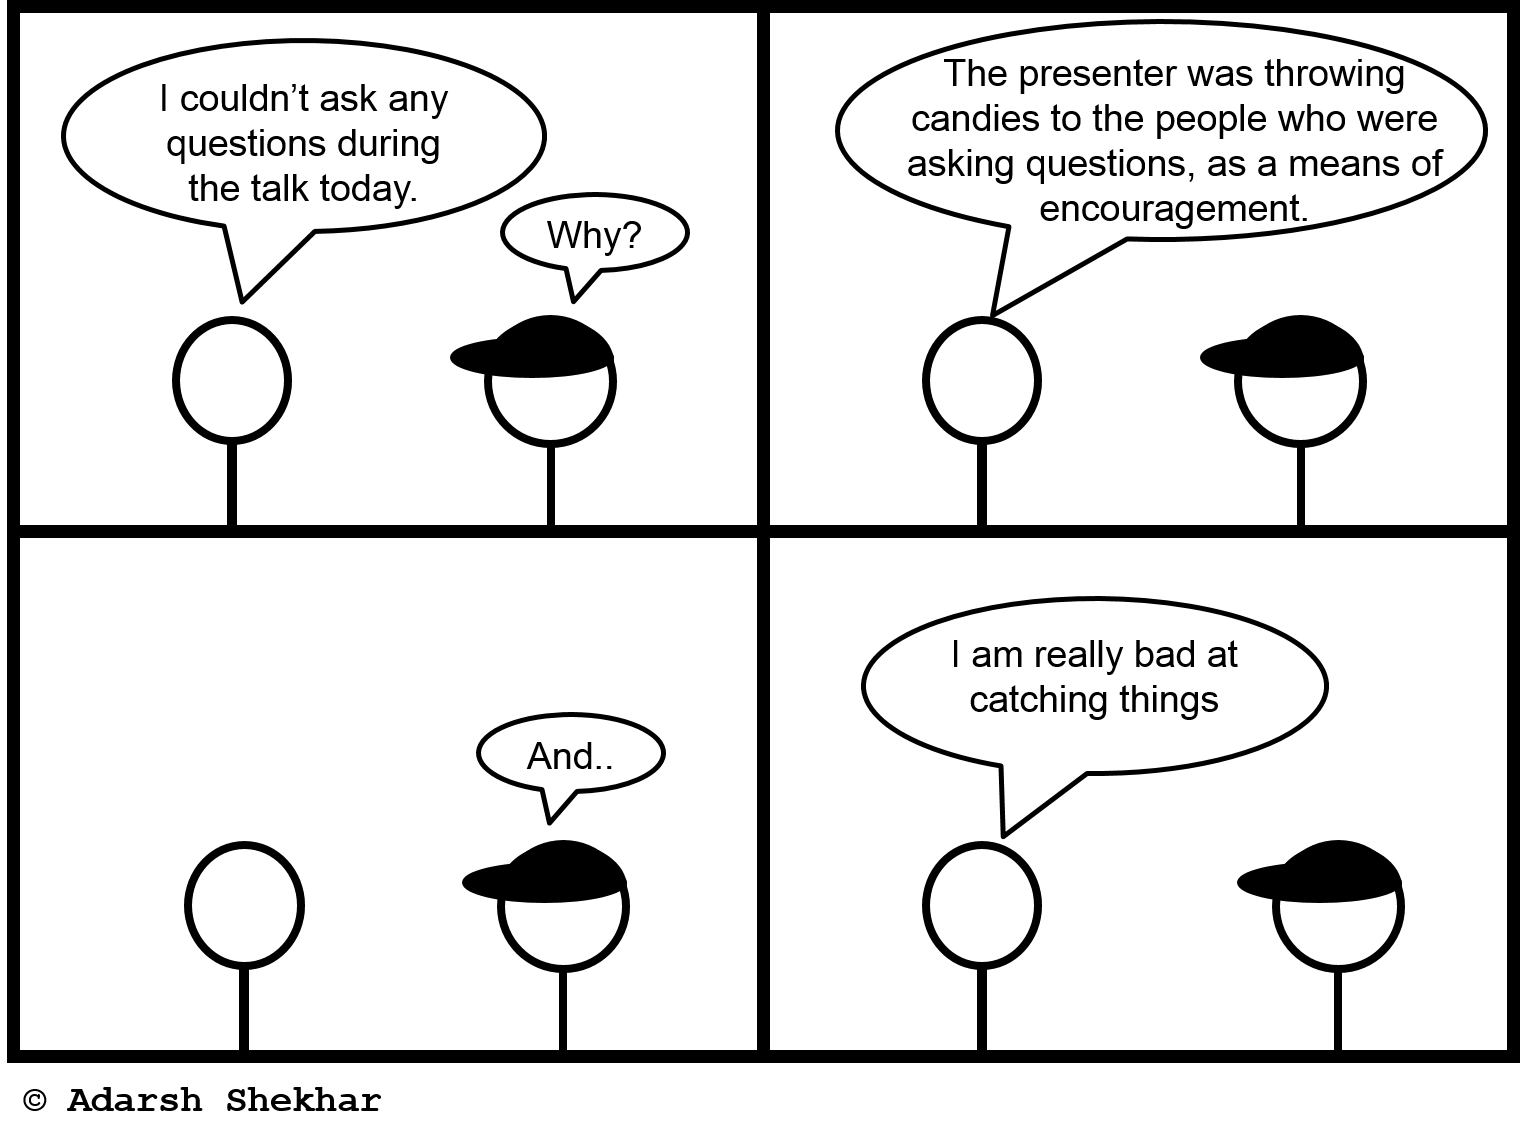 I couldn’t ask any
questions during
the talk today.
Why?
The presenter was throwing
candies to the people who were
asking questions, as a means of
encouragement.
And..
I am really bad at
catching things
© Adarsh Shekhar